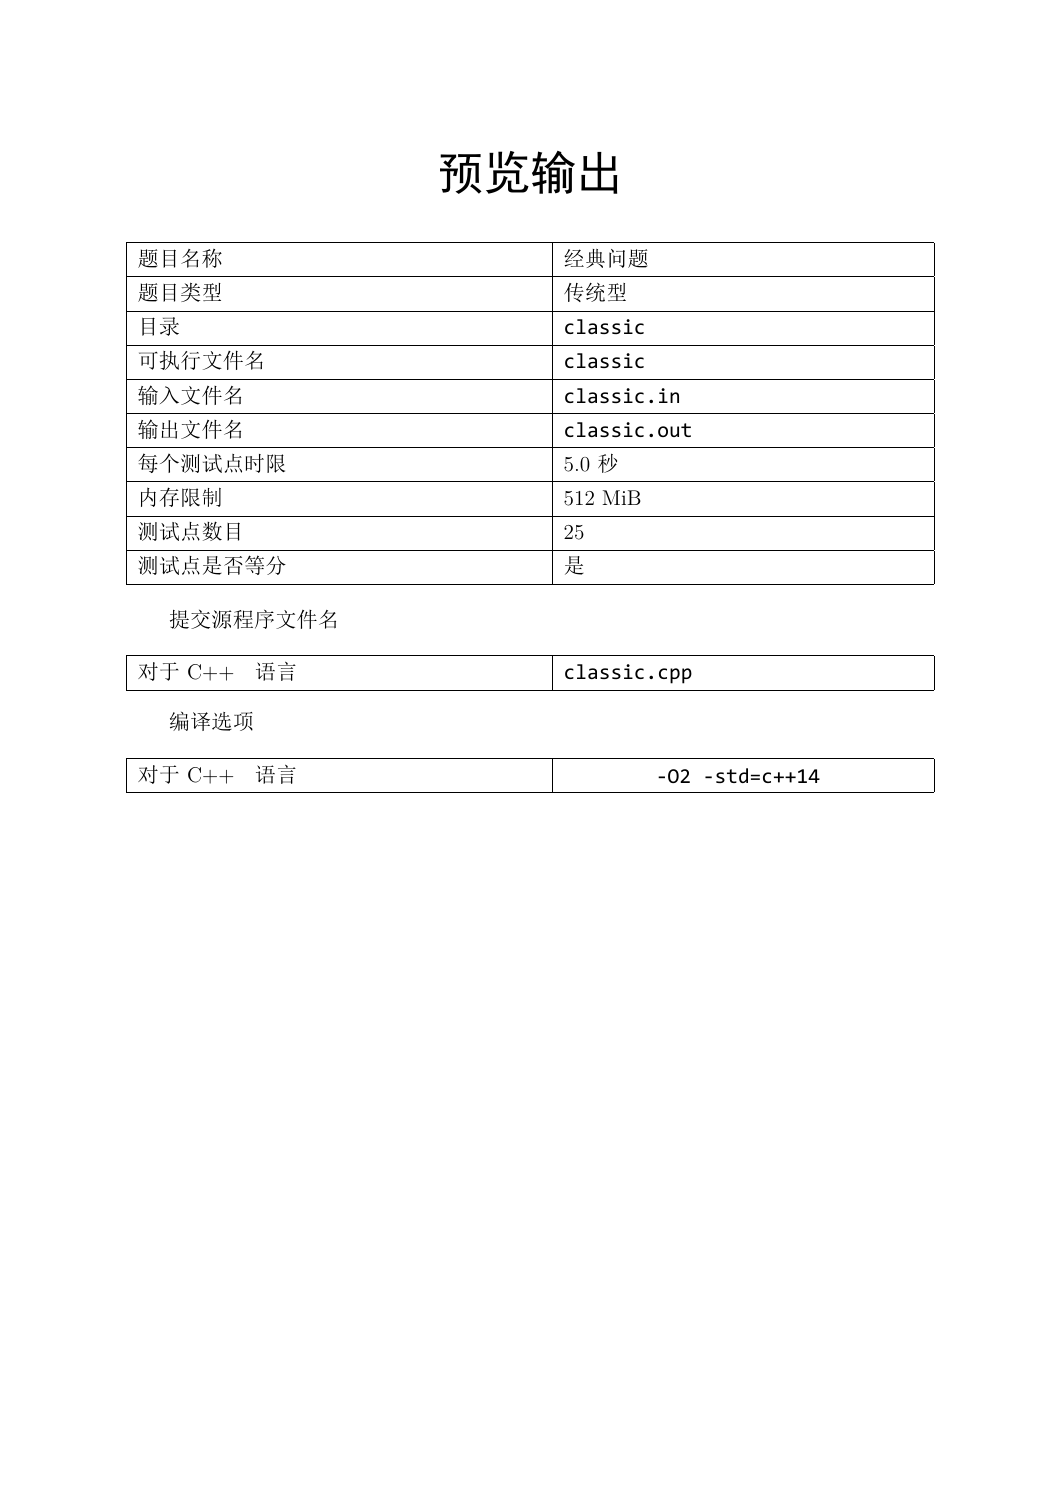 预览输出
题目名称 经典问题
题目类型 传统型
目录 classic
可执行文件名 classic
输入文件名 classic.in
输出文件名 classic.out
每个测试点时限 5.0 秒
内存限制 512 MiB
测试点数目 25
测试点是否等分 是
提交源程序文件名
对于 C++ 语言 classic.cpp
编译选项
对于 C++ 语言 -O2 -std=c++14